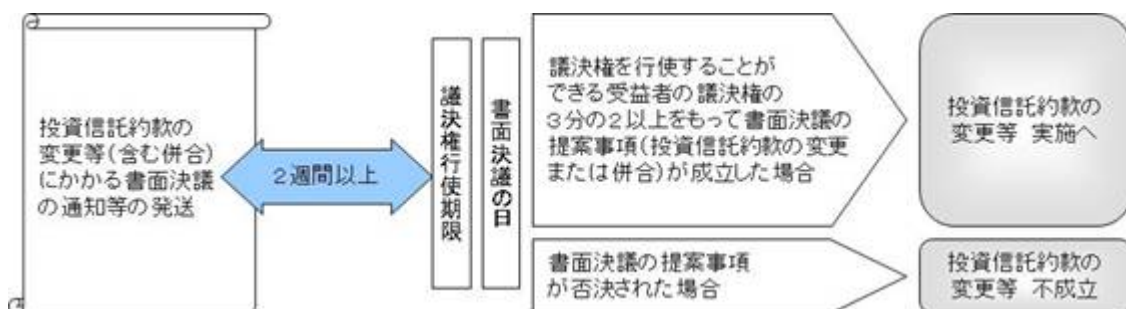 投資信託約款の
変更等(含む併合)
にかかる書面決議
の通知等の発送
2週間以上
議決権行使期限
書面決議の日
議決権を行使することが
できる受益者の議決権の
3分の2以上をもって書面決議の
提案事項(投資信託約款の変更
または併合)が成立した場合
投資信託約款の
変更等 実施へ
書面決議の提案事項
が否決された場合
投資信託約款の
変更等 不成立